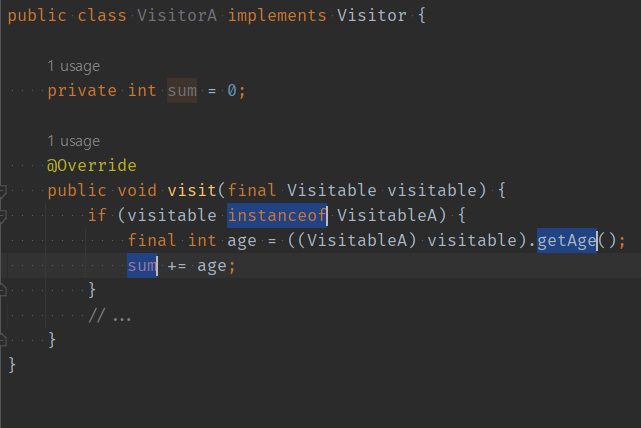 public class VisitorA implements Visitor {
1 usage
private int sum = 0;
1 usage
@Override
public void visit(final Visitable visitable) {
if (visitable instanceof VisitableA) {
final int age = ((VisitableA) visitable).getAge();
sum += age;
}
// ...
}
}